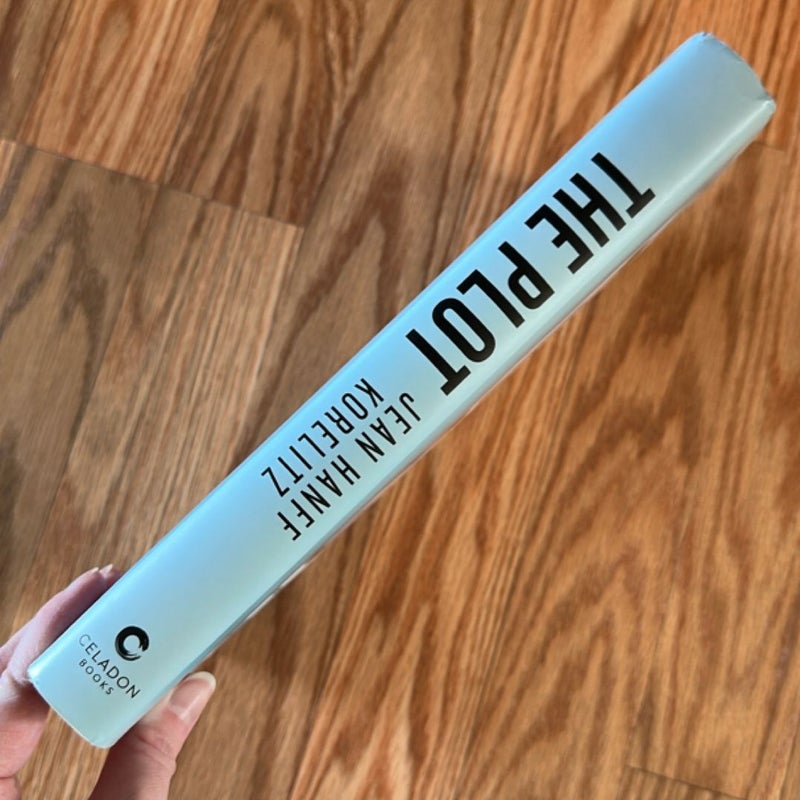 THE PLOT
JEAN HANFF
KORELITZ
CELADON
BOOKS